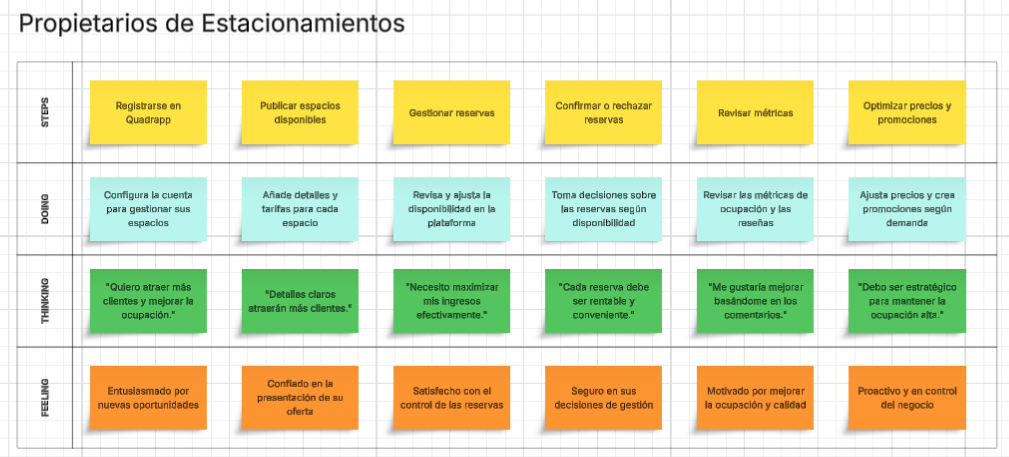 Propietarios de Estacionamientos
STEPS
Registrarse en
Quadrapp
Publicar espacios
disponibles
Gestionar reservas
Confirmar o rechazar
reservas
Revisar métricas
Optimizar precios y
promociones
DOING
Configura la cuenta
para gestionar sus
espacios
Añade detalles y
tarifas para cada
espacio
Revisa y ajusta la
disponibilidad en la
plataforma
Toma decisiones sobre
las reservas según
disponibilidad
Revisar las métricas de
ocupación y las
reseñas
Ajusta precios y crea
promociones según
demanda
THINKING
"Quiero atraer más
clientes y mejorar la
ocupación."
"Detalles claros
atraerán más clientes."
"Necesito maximizar
mis ingresos
efectivamente."
"Cada reserva debe
ser rentable y
conveniente."
"Me gustaría mejorar
basándome en los
comentarios."
"Debo ser estratégico
para mantener la
ocupación alta."
FEELING
Entusiasmado por
nuevas oportunidades
Confiado en la
presentación de su
oferta
Satisfecho con el
control de las reservas
Seguro en sus
decisiones de gestión
Motivado por mejorar
la ocupación y calidad
Proactivo y en control
del negocio